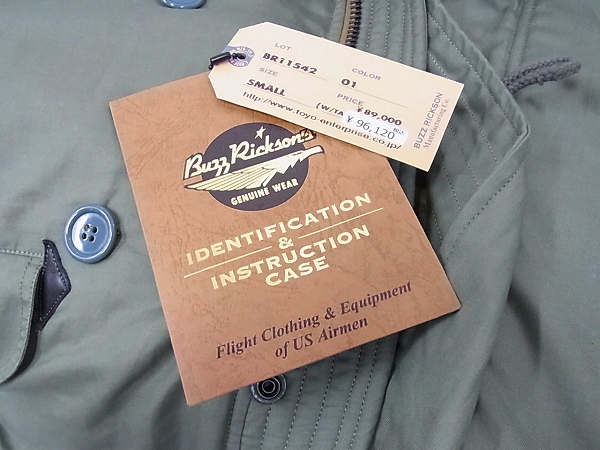 LOT
BR11542
COLOR
01
SIZE
SMALL
PRICE
¥89,000
(W/TA
¥96,120
http://www.toyo-enterprise.co.jp/
BUZZ RICKSON
Manufacturing Co.
Buzz Rickson's
GENUINE WEAR
IDENTIFICATION
&
INSTRUCTION
CASE
Flight Clothing & Equipment
of US Airmen